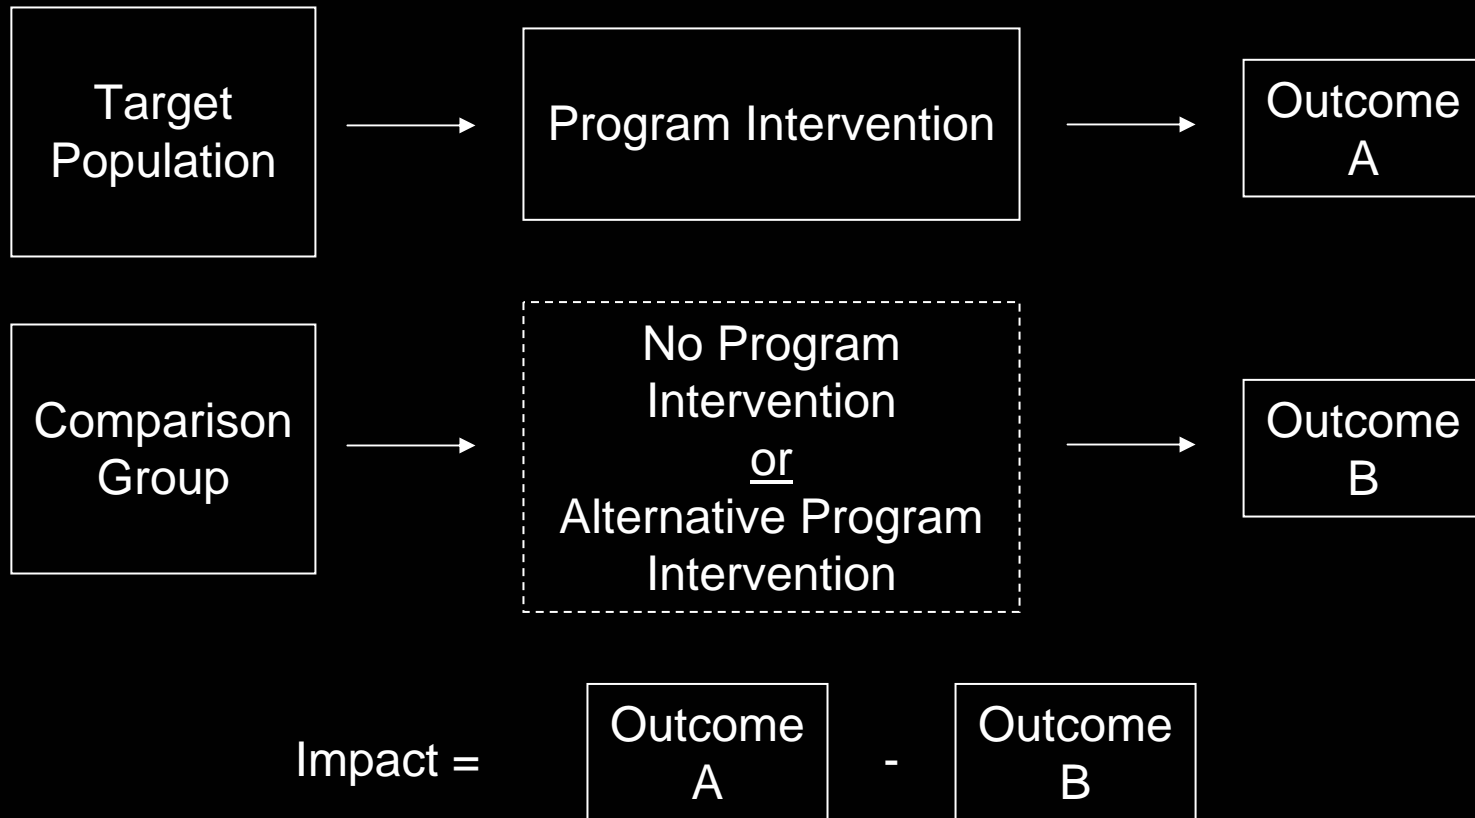 Target
Population
Program Intervention
Outcome
A
Comparison
Group
No Program
Intervention
or
Alternative Program
Intervention
Outcome
B
Impact =
Outcome
A
-
Outcome
B